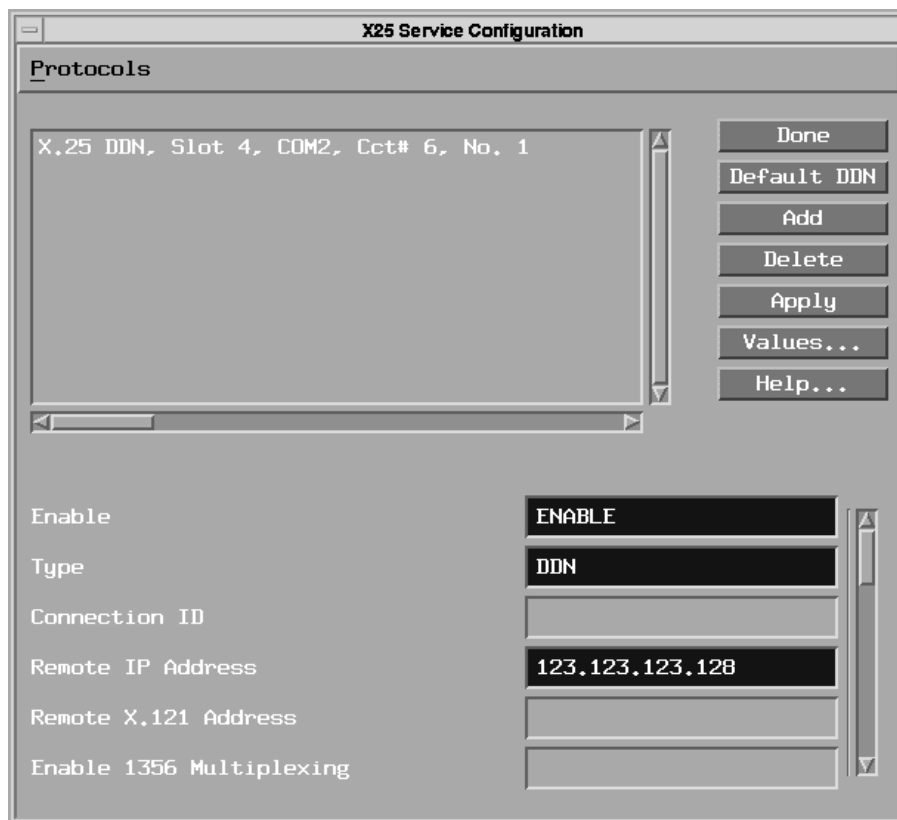 X25 Service Configuration
Protocols
X.25 DDN, Slot 4, COM2, Cct# 6, No. 1
Done
Default DDN
Add
Delete
Apply
Values...
Help...
Enable ENABLE
Type DDN
Connection ID
Remote IP Address 123.123.123.128
Remote X.121 Address
Enable 1356 Multiplexing